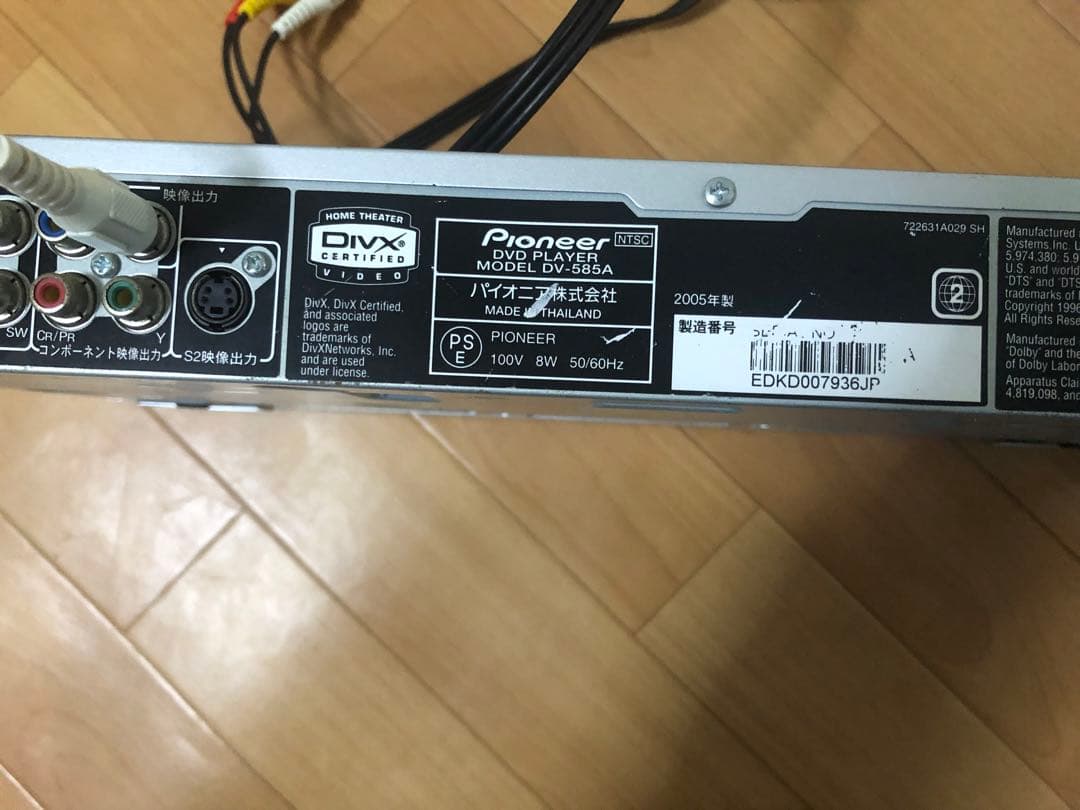 映像出力
SW
CR/PR
Y
コンポーネント映像出力
S2映像出力
HOME THEATER
DIVX®
CERTIFIED
VIDEO
DivX, DivX Certified,
and associated
logos are
trademarks of
DivXNetworks, Inc.
and are used
under license.
Pioneer NTSC
DVD PLAYER
MODEL DV-585A
パイオニア株式会社
MADE IN THAILAND
PSE
PIONEER
100V 8W 50/60Hz
722631A029 SH
2005年製
2
製造番号
EDKD007936JP
Manufactured
Systems,Inc. U
5,974,380; 5,9
U.S. and world
"DTS" and "DTS
trademarks of
Copyright 1996
All Rights Rese
Manufactured
"Dolby" and the
of Dolby Labor
Apparatus Clai
4,819,098, and